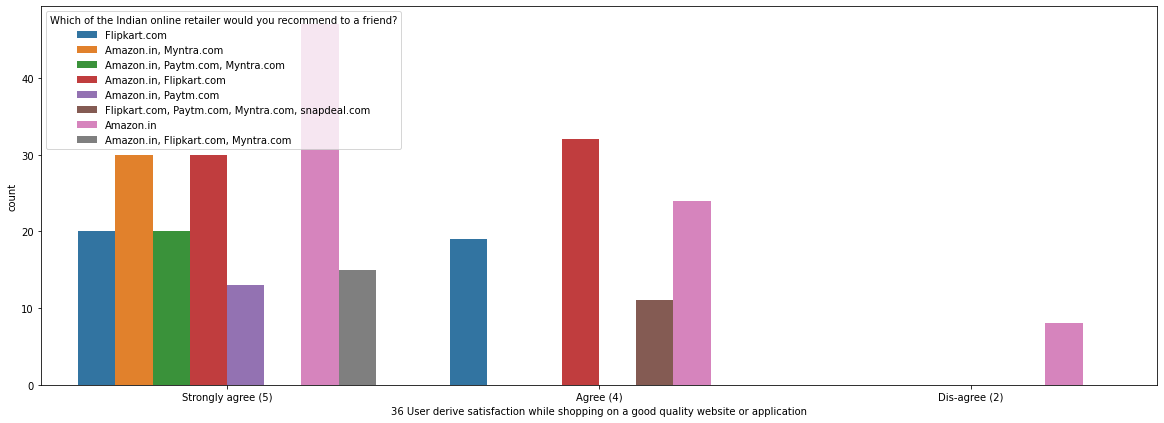 Which of the Indian online retailer would you recommend to a friend?
Flipkart.com
Amazon.in, Myntra.com
Amazon.in, Paytm.com, Myntra.com
Amazon.in, Flipkart.com
Amazon.in, Paytm.com
Flipkart.com, Paytm.com, Myntra.com, snapdeal.com
Amazon.in
Amazon.in, Flipkart.com, Myntra.com
40
30
20
10
0
count
Strongly agree (5)
Agree (4)
Dis-agree (2)
36 User derive satisfaction while shopping on a good quality website or application